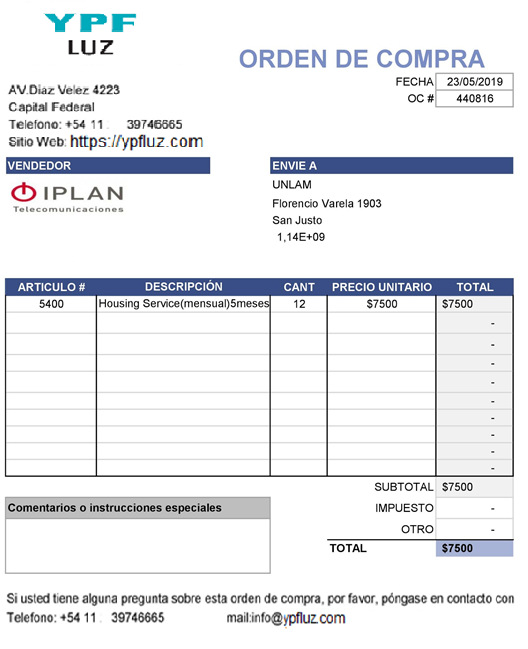 YPF
LUZ
ORDEN DE COMPRA
FECHA 23/05/2019
OC # 440816
AV.Diaz Velez 4223
Capital Federal
Telefono: +54 11 39746665
Sitio Web: https://ypfluz.com
VENDEDOR ENVIE A
IPLAN
Telecomunicaciones
UNLAM
Florencio Varela 1903
San Justo
1,14E+09
ARTICULO # DESCRIPCIÓN CANT PRECIO UNITARIO TOTAL
5400 Housing Service(mensual)5meses 12 $7500 $7500
-
-
-
-
-
-
-
-
-
SUBTOTAL $7500
Comentarios o instrucciones especiales
IMPUESTO -
OTRO -
TOTAL $7500
Si usted tiene alguna pregunta sobre esta orden de compra, por favor, póngase en contacto con
Telefono: +54 11 39746665 mail:info@ypfluz.com